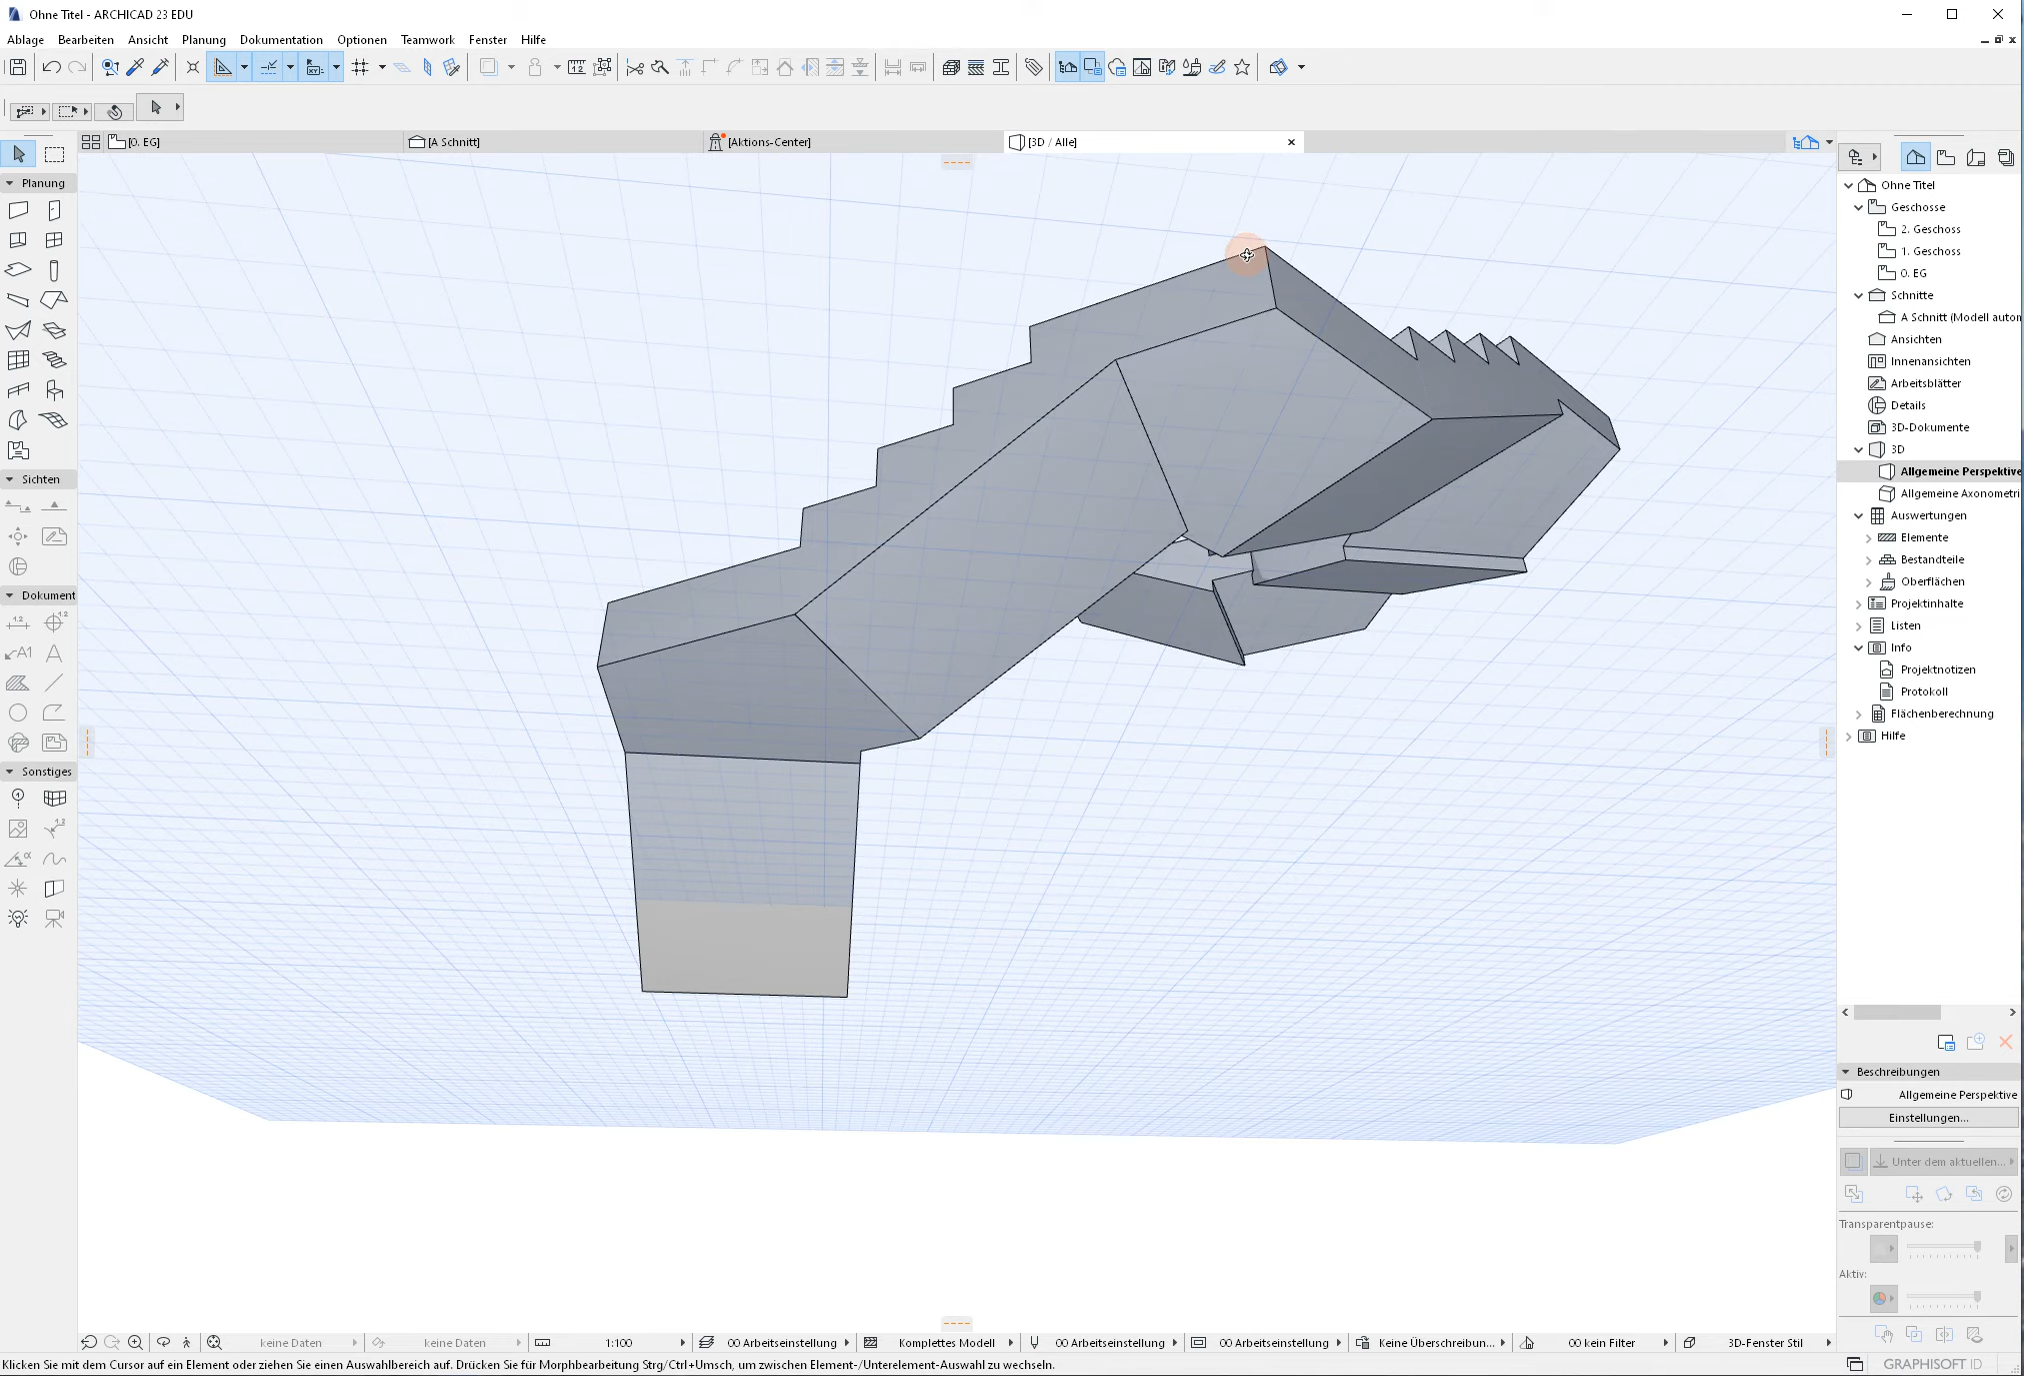 Ohne Titel - ARCHICAD 23 EDU
Ablage Bearbeiten Ansicht Planung Dokumentation Optionen Teamwork Fenster Hilfe
[0. EG] [A Schnitt] [Aktions-Center] [3D / Alle]
Planung
Sichten
Dokument
Sonstiges
Ohne Titel
Geschosse
2. Geschoss
1. Geschoss
0. EG
Schnitte
A Schnitt (Modell auton
Ansichten
Innenansichten
Arbeitsblätter
Details
3D-Dokumente
3D
Allgemeine Perspektive
Allgemeine Axonometri
Auswertungen
Elemente
Bestandteile
Oberflächen
Projektinhalte
Listen
Info
Projektnotizen
Protokoll
Flächenberechnung
Hilfe
Beschreibungen
Allgemeine Perspektive
Einstellungen...
Unter dem aktuellen...
Transparentpause:
Aktiv:
keine Daten keine Daten 1:100 00 Arbeitseinstellung Komplettes Modell 00 Arbeitseinstellung 00 Arbeitseinstellung Keine Überschreibun... 00 kein Filter 3D-Fenster Stil
Klicken Sie mit dem Cursor auf ein Element oder ziehen Sie einen Auswahlbereich auf. Drücken Sie für Morphbearbeitung Strg/Ctrl+Umsch, um zwischen Element-/Unterelement-Auswahl zu wechseln.
GRAPHISOFT ID